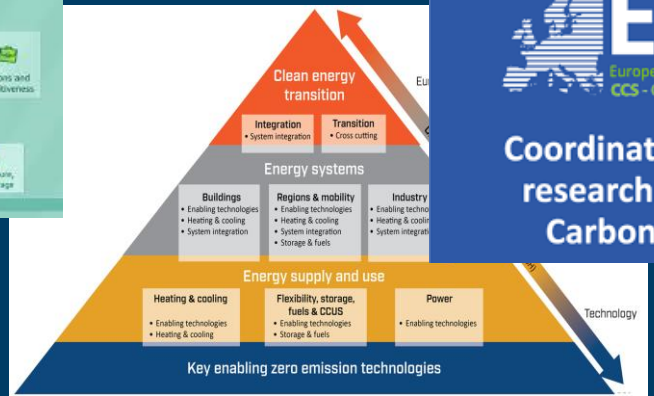 ons and
itiveness
ure,
age
Clean energy
transition
Integration
• System integration
Transition
• Cross cutting
Energy systems
Buildings
• Enabling technologies
• Heating & cooling
• System integration
Regions & mobility
• Enabling technologies
• Heating & cooling
• System integration
• Storage & fuels
Industry
• Enabling techno
• Heating & coolin
• System integrati
Energy supply and use
Heating & cooling
• Enabling technologies
• Heating & cooling
Flexibility, storage,
fuels & CCUS
• Enabling technologies
• Storage & fuels
Power
• Enabling technologies
Key enabling zero emission technologies
Eur
Technology
E
Europe
CCS - C
Coordinat
research
Carbon